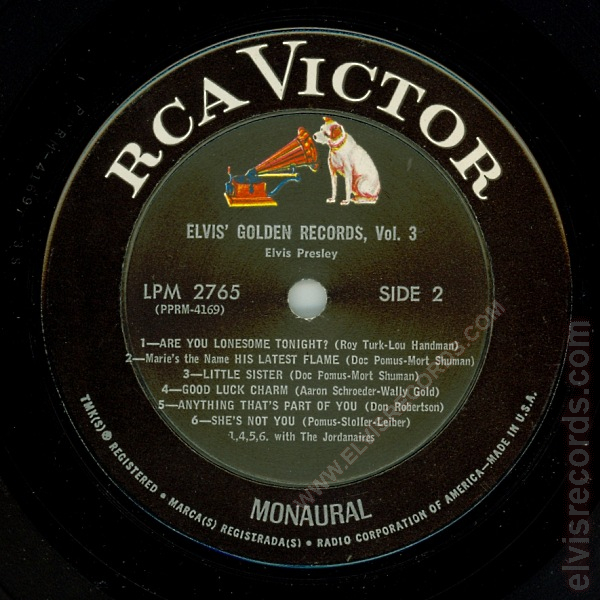 RCA VICTOR
ELVIS' GOLDEN RECORDS, Vol. 3
Elvis Presley
LPM 2765
(PPRM-4169)
SIDE 2
1—ARE YOU LONESOME TONIGHT? (Roy Turk-Lou Handman)
2—Marie's the Name HIS LATEST FLAME (Doc Pomus-Mort Shuman)
3—LITTLE SISTER (Doc Pomus-Mort Shuman)
4—GOOD LUCK CHARM (Aaron Schroeder-Wally Gold)
5—ANYTHING THAT'S PART OF YOU (Don Robertson)
6—SHE'S NOT YOU (Pomus-Stoller-Leiber)
1,4,5,6. with The Jordanaires
MONAURAL
TMK(S) ® REGISTERED • MARCA(S) REGISTRADA(S) • RADIO CORPORATION OF AMERICA—MADE IN U.S.A.
WWW.ELVISRECORDS.COM
elvisrecords.com